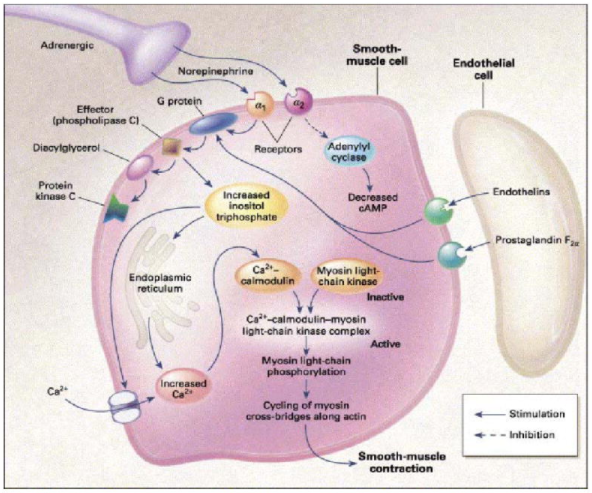 Adrenergic
Norepinephrine
Smooth-
muscle cell
Endothelial
cell
G protein
α1
α2
Effector
(phospholipase C)
Receptors
Adenylyl
cyclase
Diacylglycerol
Protein
kinase C
Increased
inositol
triphosphate
Decreased
cAMP
Endothelins
Prostaglandin F2α
Endoplasmic
reticulum
Ca2+–
calmodulin
Myosin light-
chain kinase
Inactive
Ca2+–calmodulin–myosin
light-chain kinase complex
Active
Myosin light-chain
phosphorylation
Ca2+
Increased
Ca2+
Cycling of myosin
cross-bridges along actin
Smooth-muscle
contraction
Stimulation
Inhibition